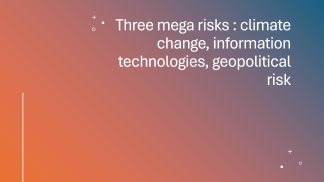 Three mega risks : climate
change, information
technologies, geopolitical
risk